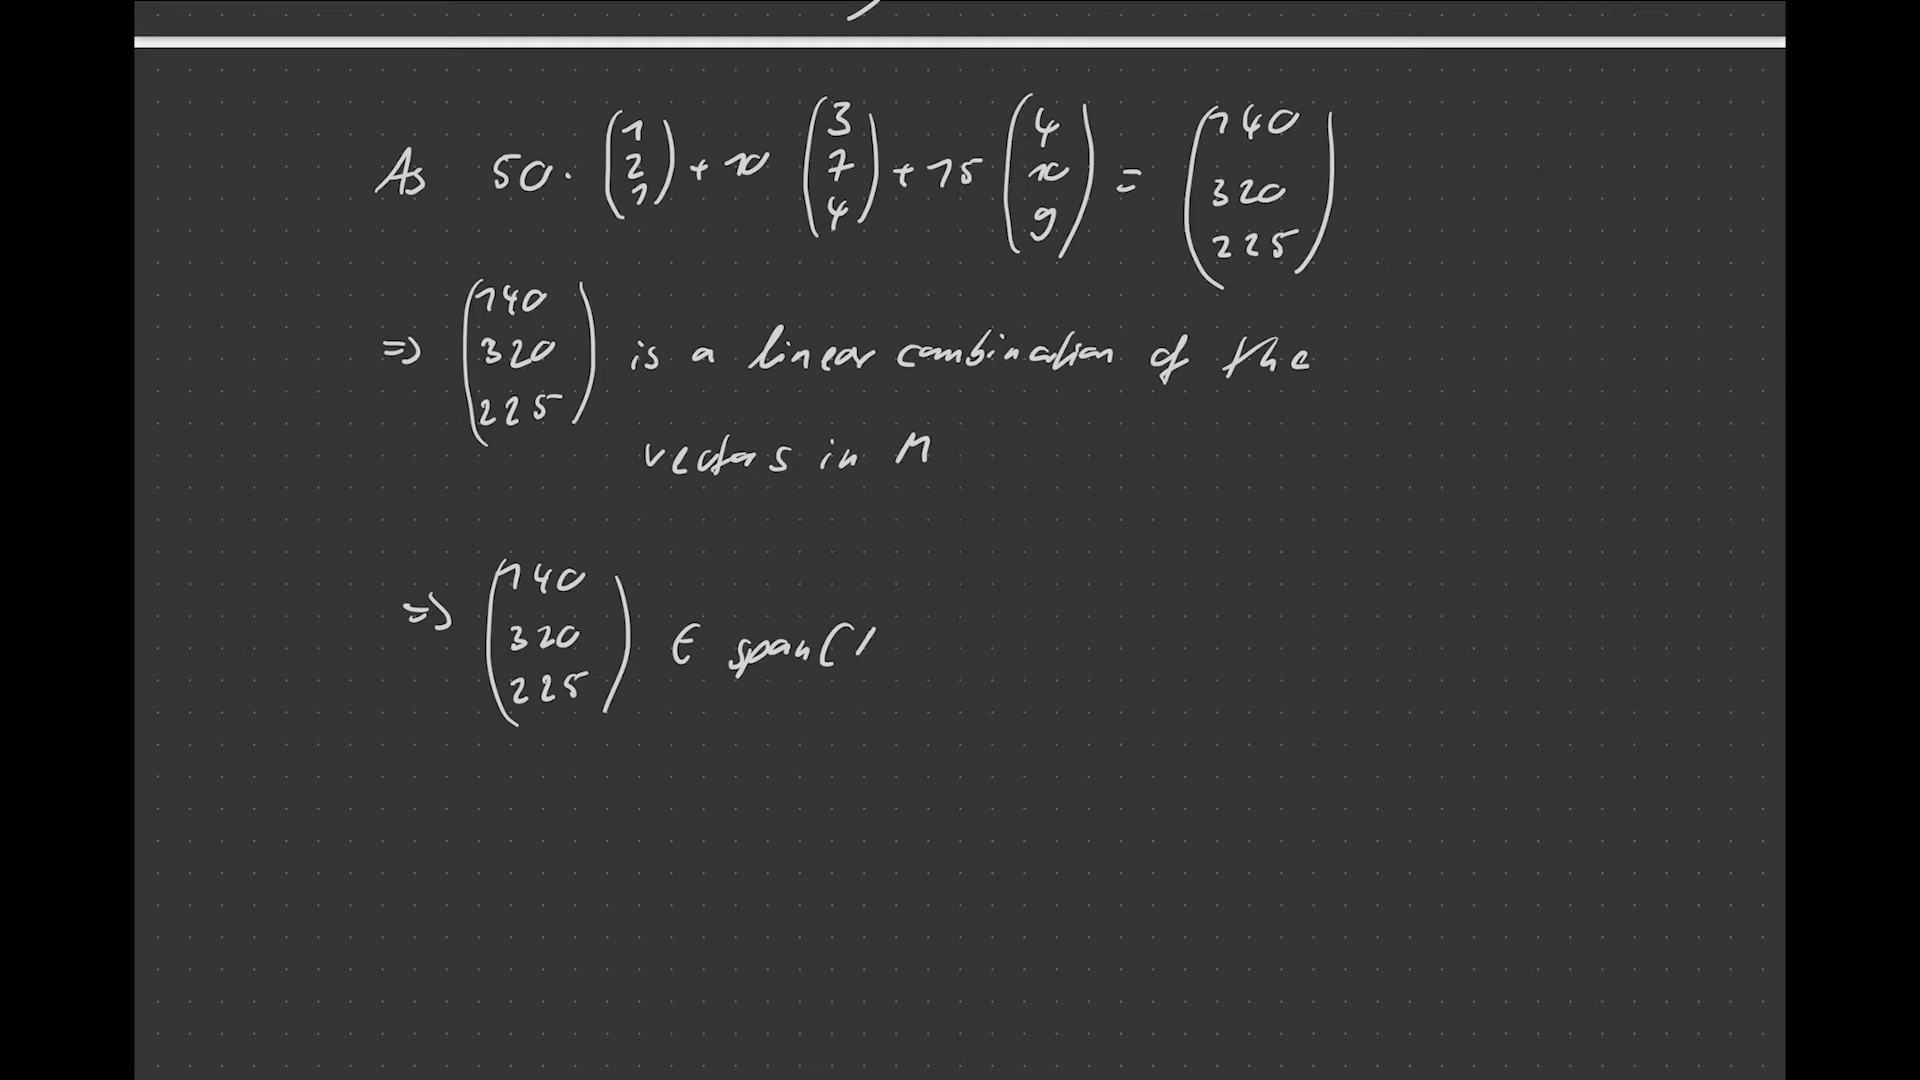 As 50 · (1 2 1) + 10 (3 7 4) + 15 (4 10 9) = (140 320 225)
=> (140 320 225) is a linear combination of the
vectors in M
=> (140 320 225) ∈ span(